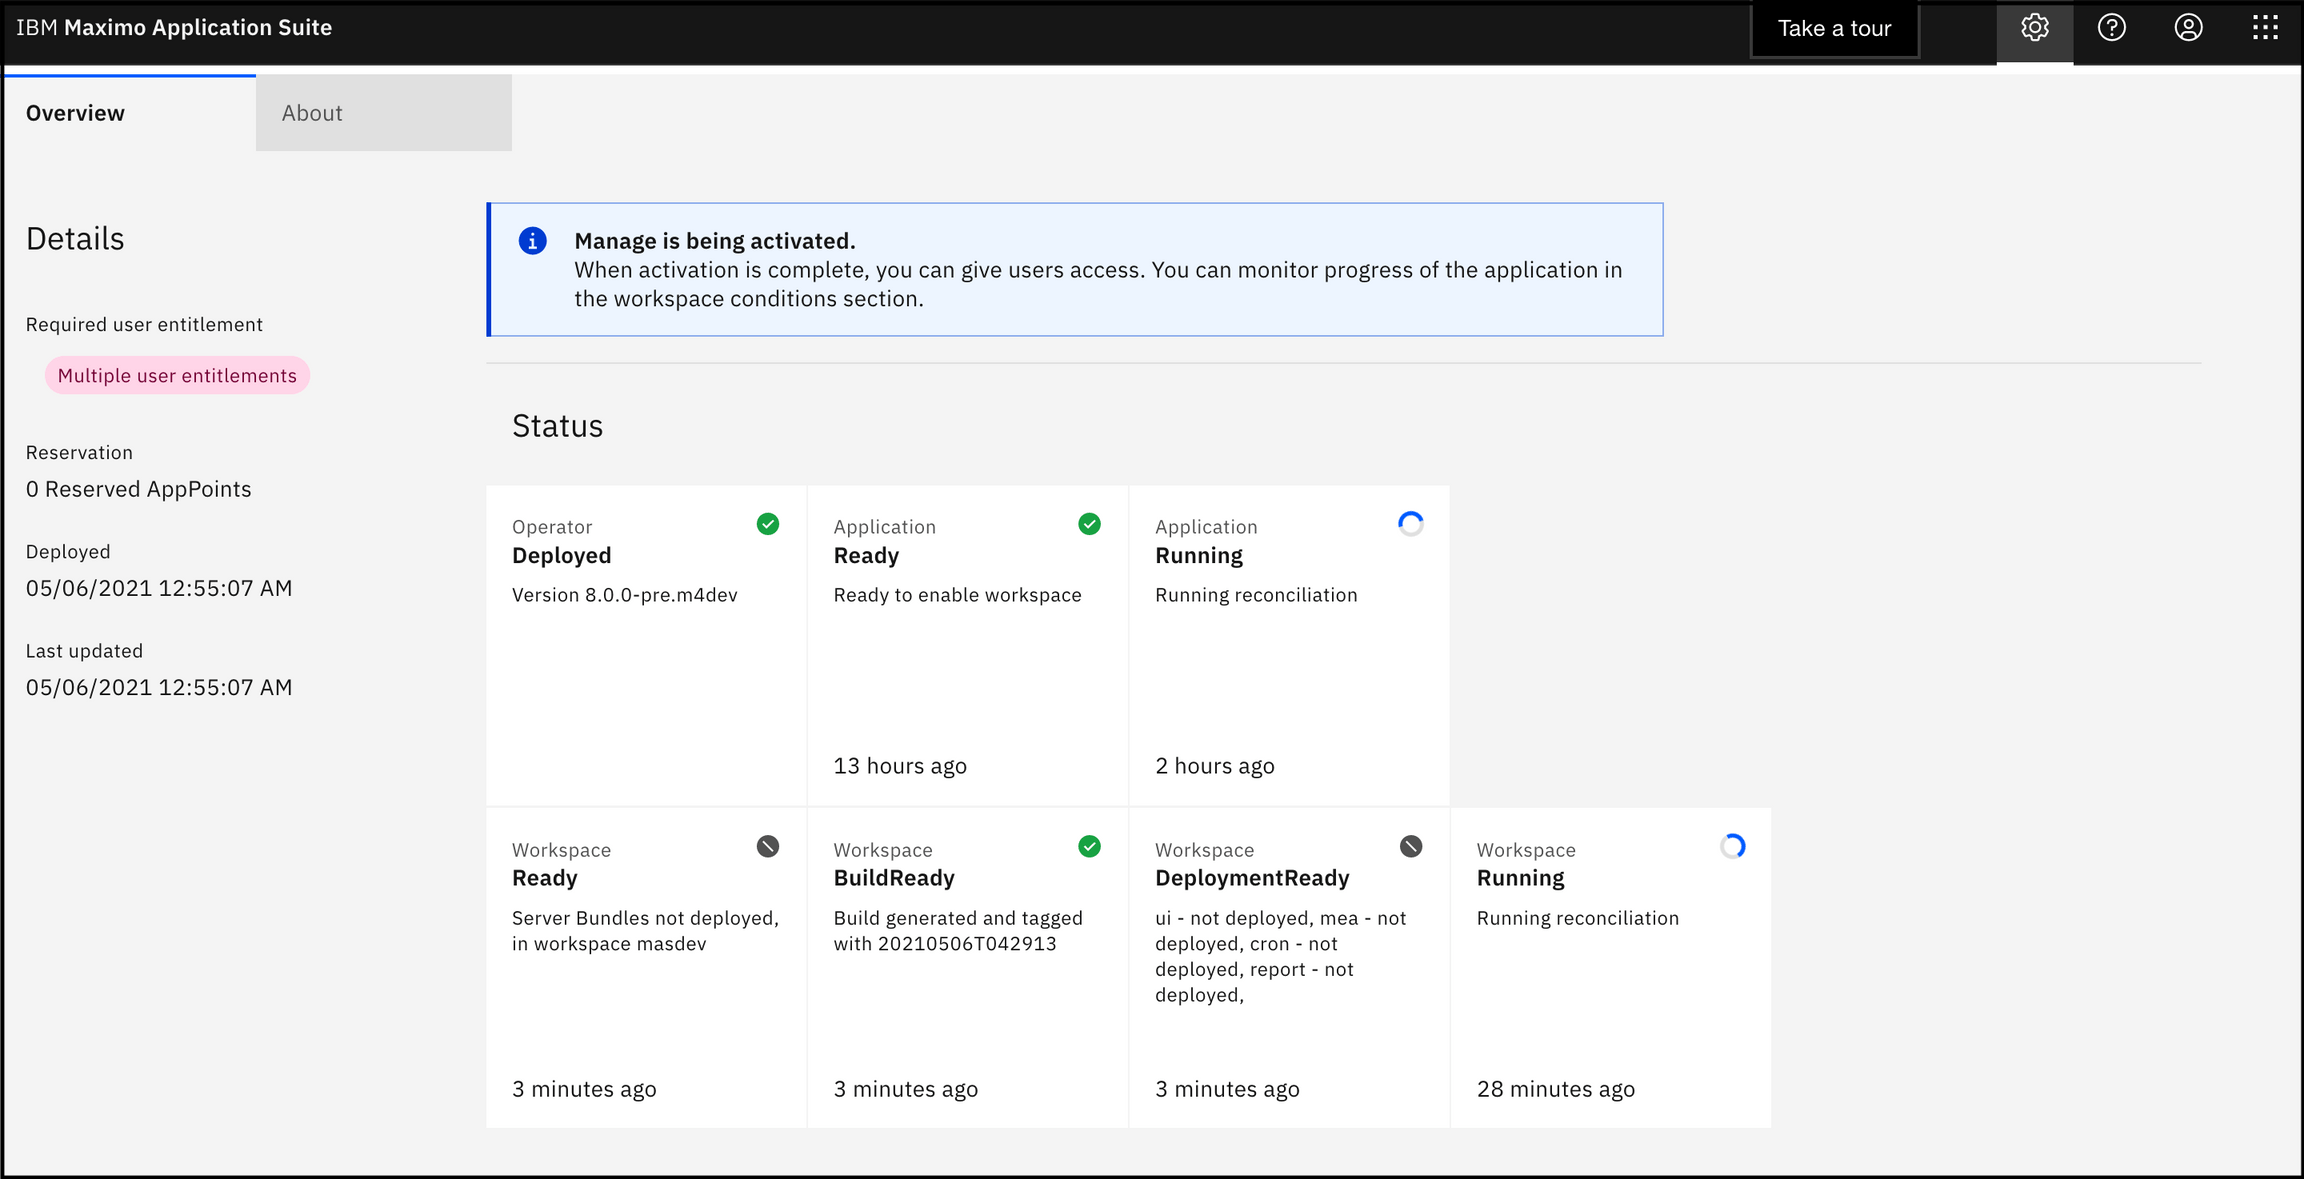 IBM Maximo Application Suite
Take a tour
Overview
About
Details
Required user entitlement
Multiple user entitlements
Reservation
0 Reserved AppPoints
Deployed
05/06/2021 12:55:07 AM
Last updated
05/06/2021 12:55:07 AM
Manage is being activated.
When activation is complete, you can give users access. You can monitor progress of the application in
the workspace conditions section.
Status
Operator
Deployed
Version 8.0.0-pre.m4dev
Application
Ready
Ready to enable workspace
13 hours ago
Application
Running
Running reconciliation
2 hours ago
Workspace
Ready
Server Bundles not deployed,
in workspace masdev
3 minutes ago
Workspace
BuildReady
Build generated and tagged
with 20210506T042913
3 minutes ago
Workspace
DeploymentReady
ui - not deployed, mea - not
deployed, cron - not
deployed, report - not
deployed,
3 minutes ago
Workspace
Running
Running reconciliation
28 minutes ago